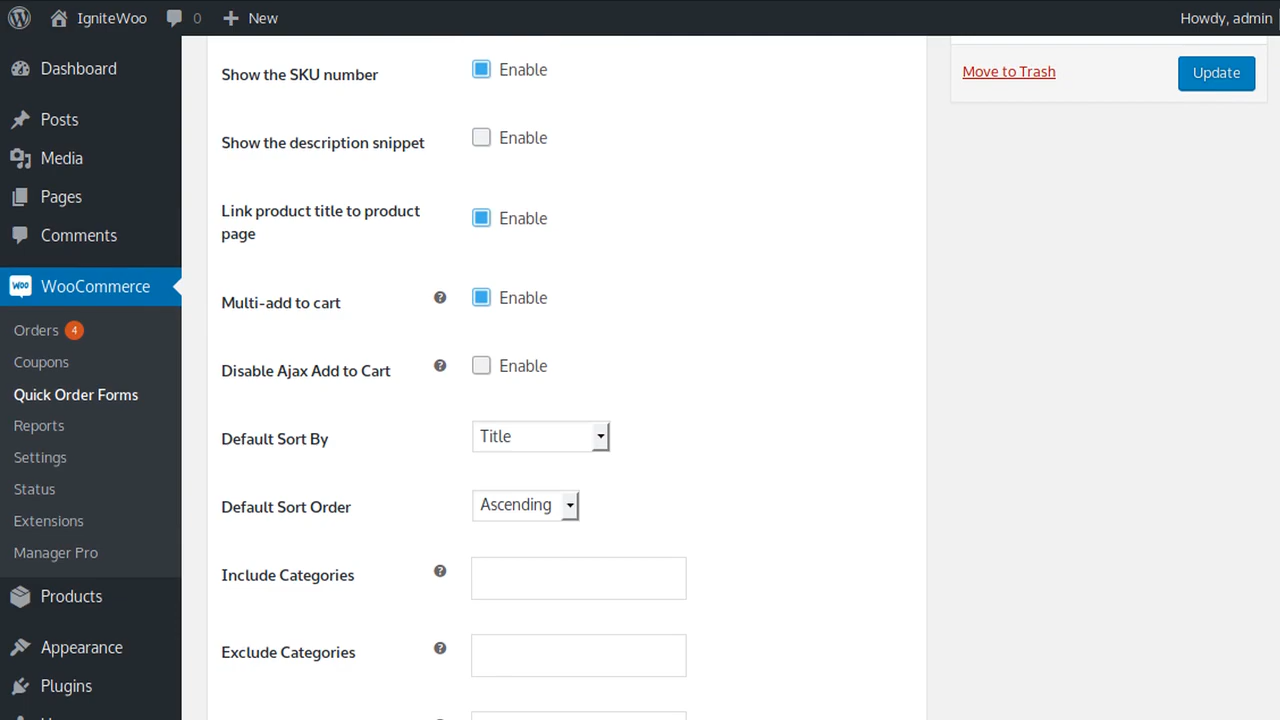 IgniteWoo 0 New Howdy, admin
Dashboard
Posts
Media
Pages
Comments
WooCommerce
Orders 4
Coupons
Quick Order Forms
Reports
Settings
Status
Extensions
Manager Pro
Products
Appearance
Plugins
Show the SKU number Enable
Show the description snippet Enable
Link product title to product
page Enable
Multi-add to cart ? Enable
Disable Ajax Add to Cart ? Enable
Default Sort By Title
Default Sort Order Ascending
Include Categories ?
Exclude Categories ?
Move to Trash Update